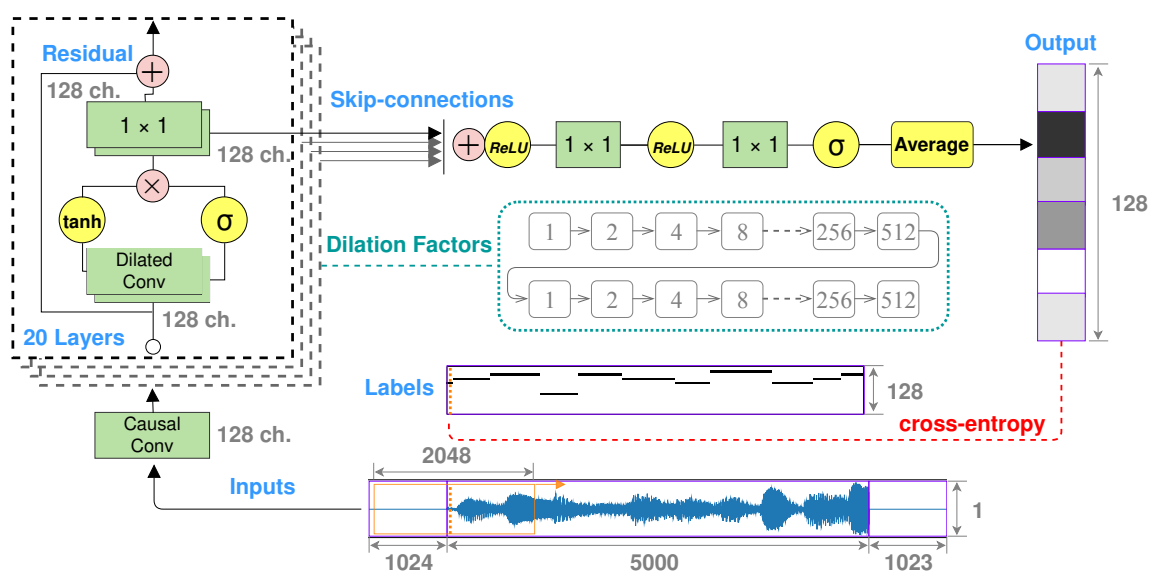 Residual
+
128 ch.
1 × 1
128 ch.
×
tanh
σ
Dilated
Conv
128 ch.
20 Layers
Causal
Conv
128 ch.
Skip-connections
+
ReLU
1 × 1
ReLU
1 × 1
σ
Average
Output
128
Dilation Factors
1
2
4
8
256
512
1
2
4
8
256
512
Labels
128
cross-entropy
Inputs
2048
1
1024
5000
1023